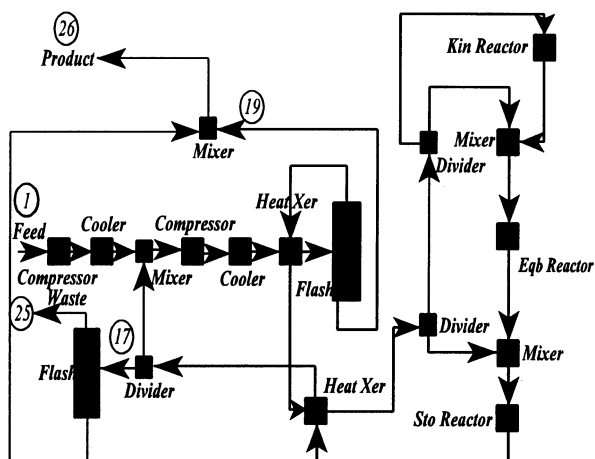 26
Product
Kin Reactor
19
Mixer
Mixer
Divider
1
Feed
Cooler
Compressor
Heat Xer
Compressor
Mixer
Cooler
Flash
Eqb Reactor
Waste
25
17
Flash
Divider
Heat Xer
Divider
Mixer
Sto Reactor